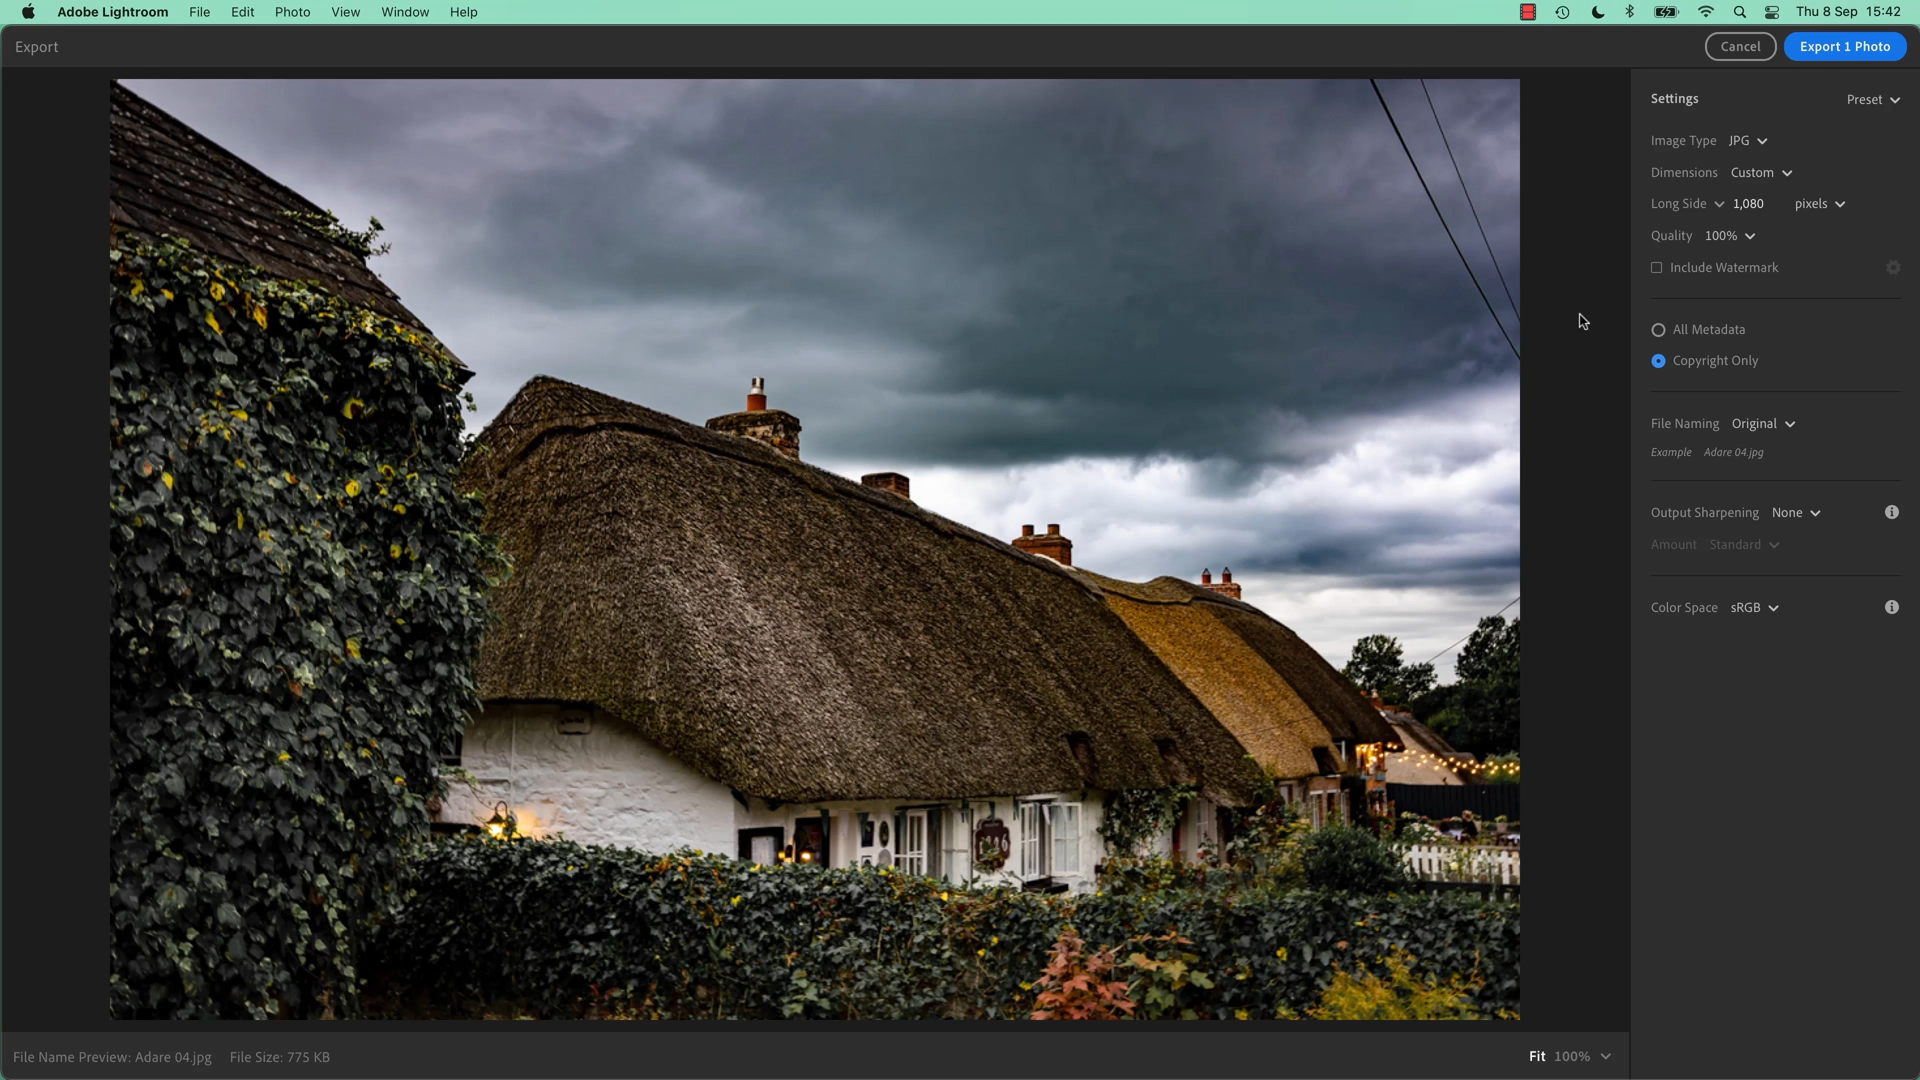 Adobe Lightroom File Edit Photo View Window Help Thu 8 Sep 15:42
Export Cancel Export 1 Photo
Settings Preset
Image Type JPG
Dimensions Custom
Long Side 1,080 pixels
Quality 100%
Include Watermark
All Metadata
Copyright Only
File Naming Original
Example Adare 04.jpg
Output Sharpening None
Amount Standard
Color Space sRGB
File Name Preview: Adare 04.jpg File Size: 775 KB Fit 100%